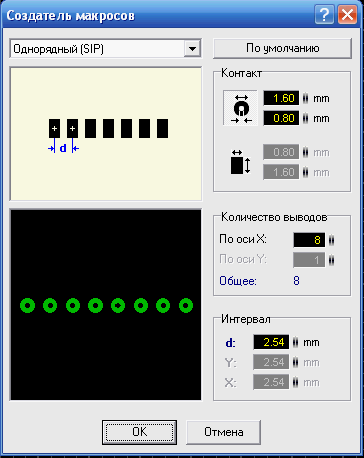 Создатель макросов
Однорядный (SIP)
По умолчанию
Контакт
1.60 mm
0.80 mm
0.80 mm
1.60 mm
d
Количество выводов
По оси X: 8
По оси Y: 1
Общее: 8
Интервал
d: 2.54 mm
Y: 2.54 mm
X: 2.54 mm
OK
Отмена